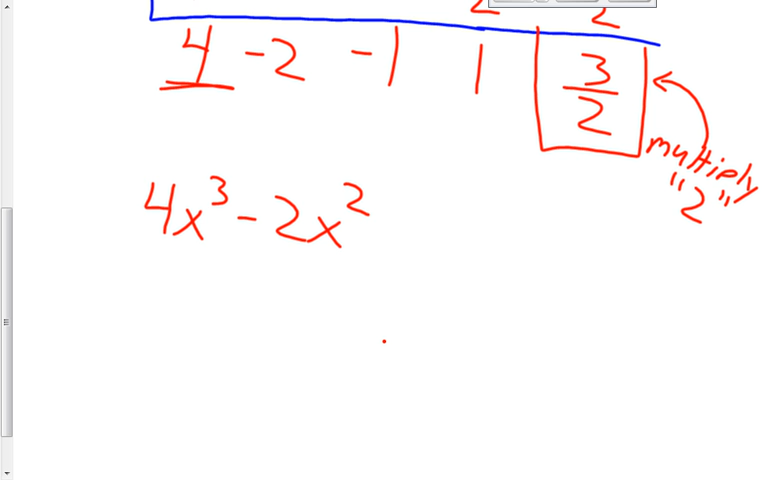 4 -2 -1 1 3/2
multiply
"2"
4x³ - 2x²